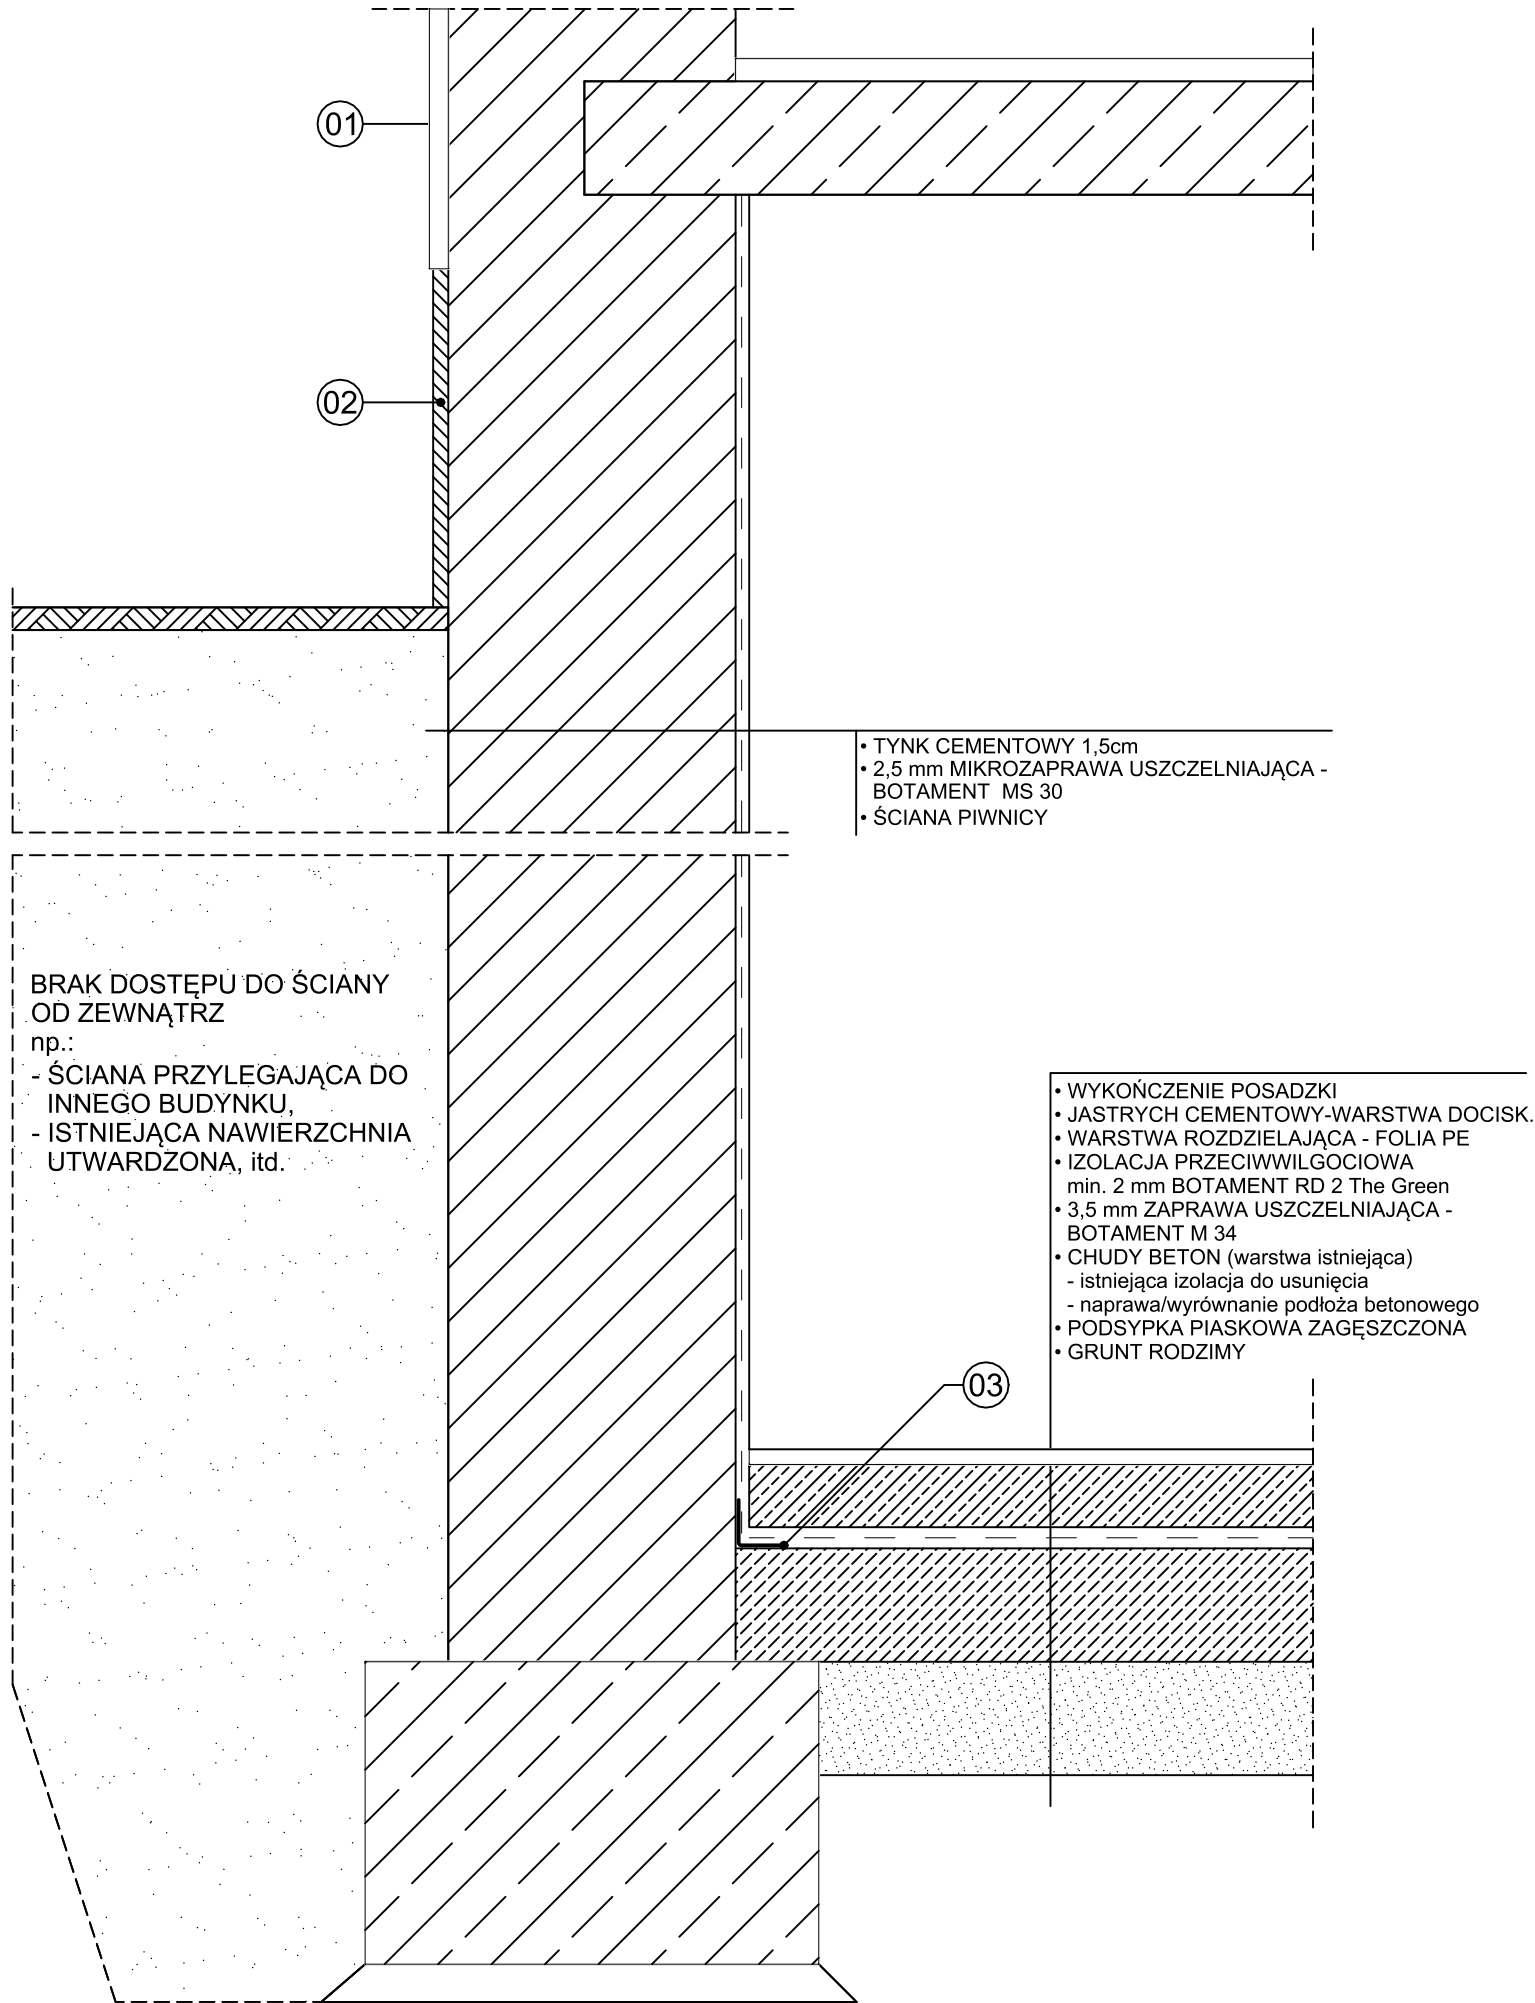 01
02
• TYNK CEMENTOWY 1,5cm
• 2,5 mm MIKROZAPRAWA USZCZELNIAJĄCA -
BOTAMENT MS 30
• ŚCIANA PIWNICY
BRAK DOSTĘPU DO ŚCIANY
OD ZEWNĄTRZ
np.:
- ŚCIANA PRZYLEGAJĄCA DO
INNEGO BUDYNKU,
- ISTNIEJĄCA NAWIERZCHNIA
UTWARDZONA, itd.
• WYKOŃCZENIE POSADZKI
• JASTRYCH CEMENTOWY-WARSTWA DOCISK.
• WARSTWA ROZDZIELAJĄCA - FOLIA PE
• IZOLACJA PRZECIWWILGOCIOWA
min. 2 mm BOTAMENT RD 2 The Green
• 3,5 mm ZAPRAWA USZCZELNIAJĄCA -
BOTAMENT M 34
• CHUDY BETON (warstwa istniejąca)
- istniejąca izolacja do usunięcia
- naprawa/wyrównanie podłoża betonowego
• PODSYPKA PIASKOWA ZAGĘSZCZONA
• GRUNT RODZIMY
03